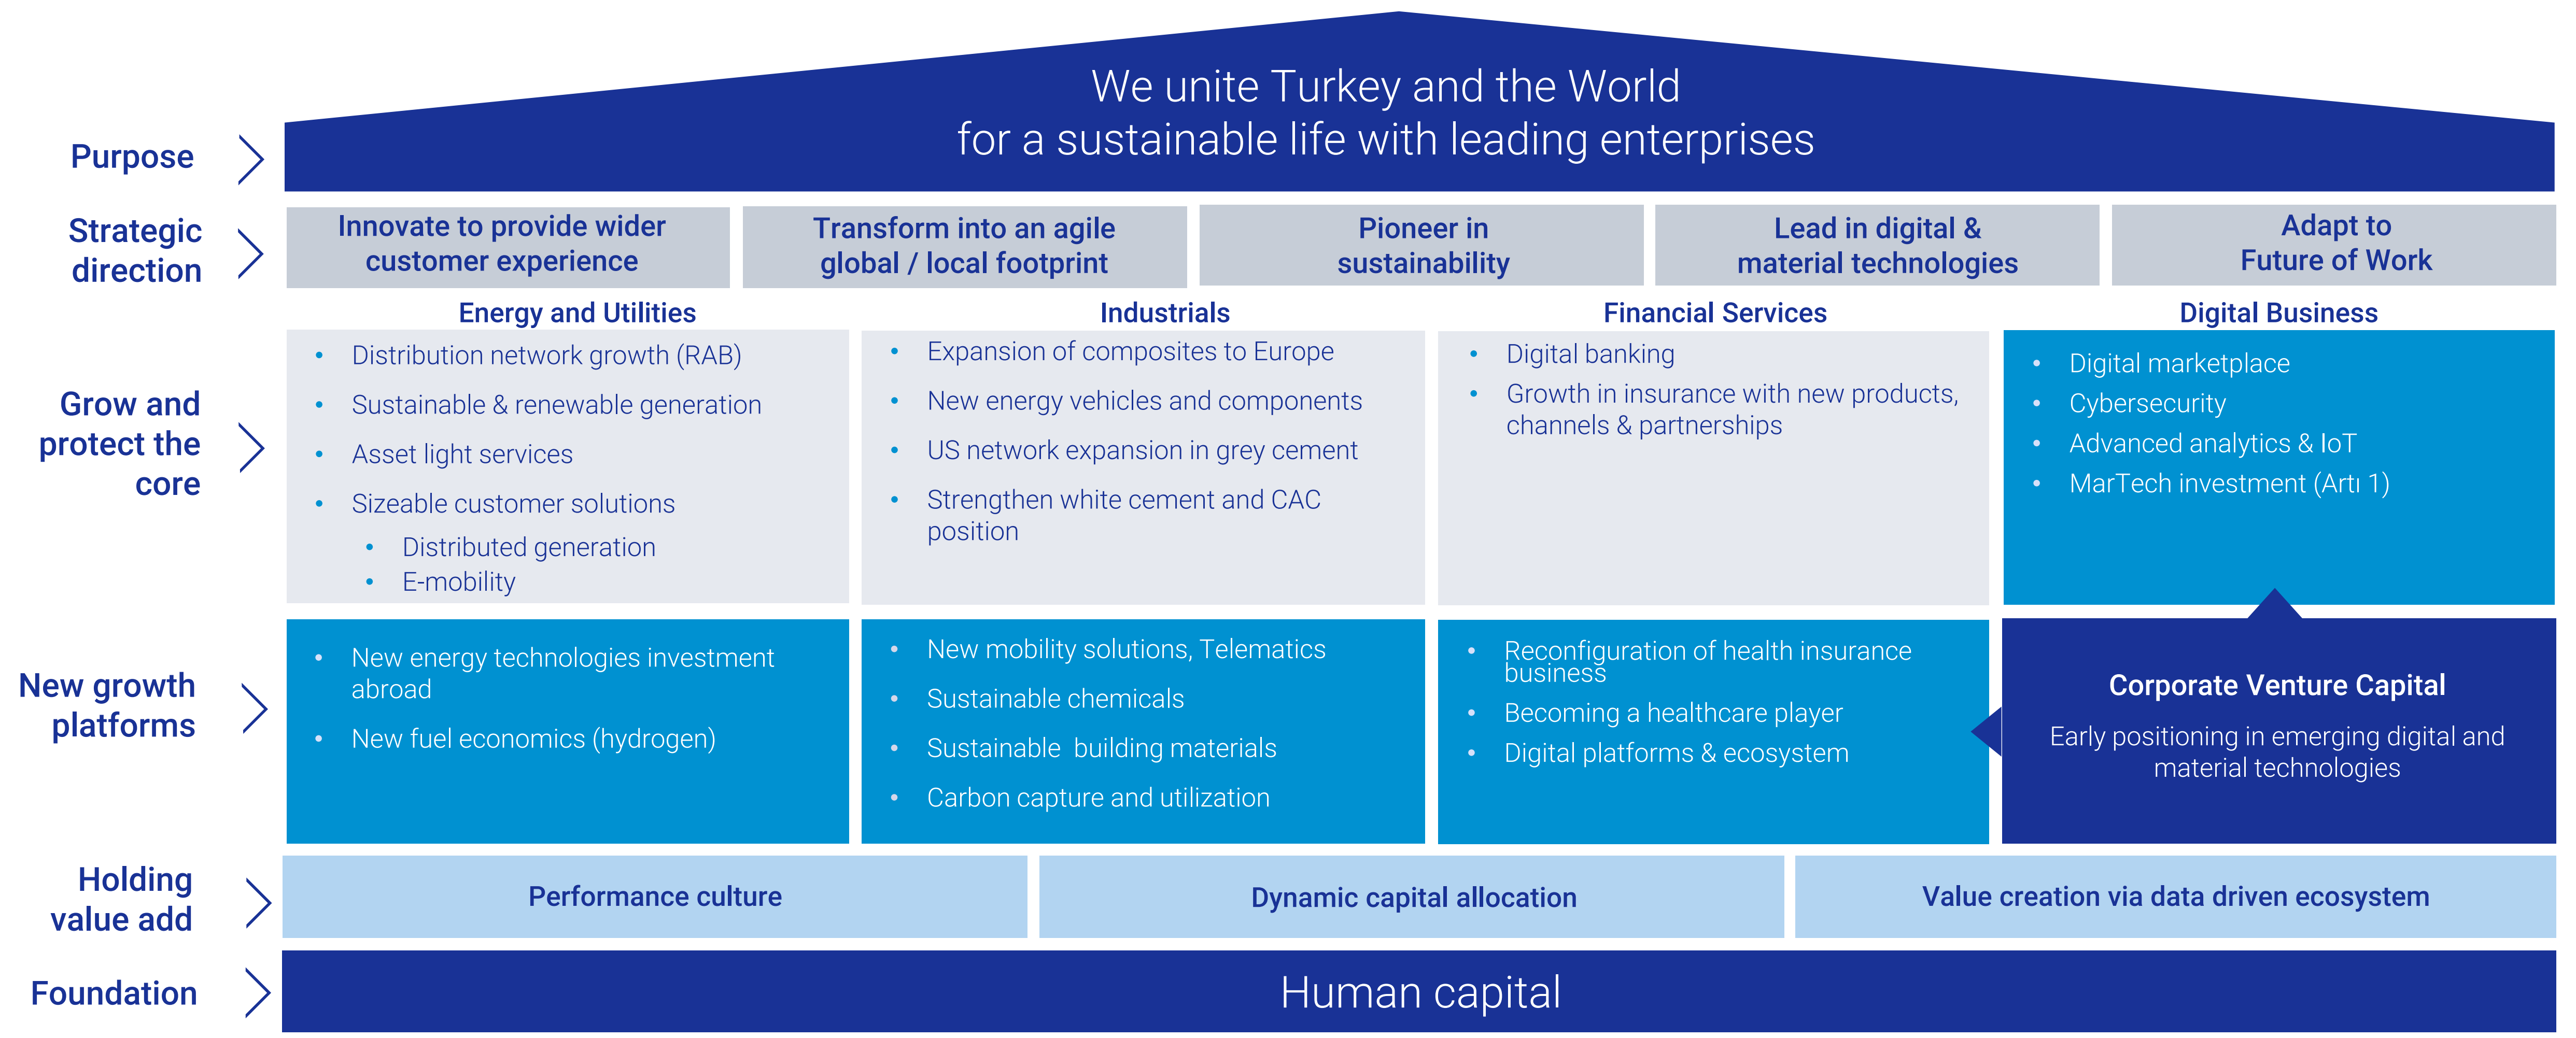 We unite Turkey and the World
for a sustainable life with leading enterprises
Purpose
Strategic
direction
Innovate to provide wider
customer experience
Transform into an agile
global / local footprint
Pioneer in
sustainability
Lead in digital &
material technologies
Adapt to
Future of Work
Grow and
protect the
core
Energy and Utilities
• Distribution network growth (RAB)
• Sustainable & renewable generation
• Asset light services
• Sizeable customer solutions
• Distributed generation
• E-mobility
Industrials
• Expansion of composites to Europe
• New energy vehicles and components
• US network expansion in grey cement
• Strengthen white cement and CAC
position
Financial Services
• Digital banking
• Growth in insurance with new products,
channels & partnerships
Digital Business
• Digital marketplace
• Cybersecurity
• Advanced analytics & IoT
• MarTech investment (Artı 1)
New growth
platforms
• New energy technologies investment
abroad
• New fuel economics (hydrogen)
• New mobility solutions, Telematics
• Sustainable chemicals
• Sustainable building materials
• Carbon capture and utilization
• Reconfiguration of health insurance
business
• Becoming a healthcare player
• Digital platforms & ecosystem
Corporate Venture Capital
Early positioning in emerging digital and
material technologies
Holding
value add
Performance culture
Dynamic capital allocation
Value creation via data driven ecosystem
Foundation
Human capital